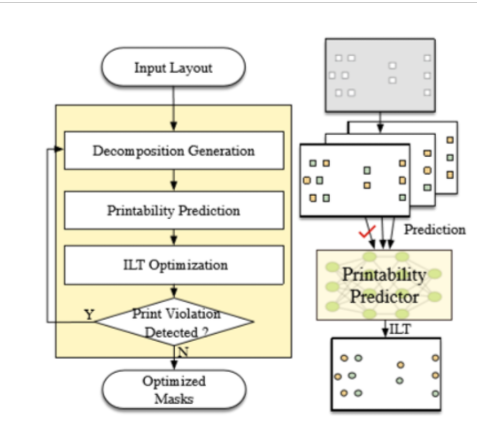 Input Layout
Decomposition Generation
Printability Prediction
ILT Optimization
Print Violation
Detected ?
Y
N
Optimized
Masks
Prediction
Printability
Predictor
ILT